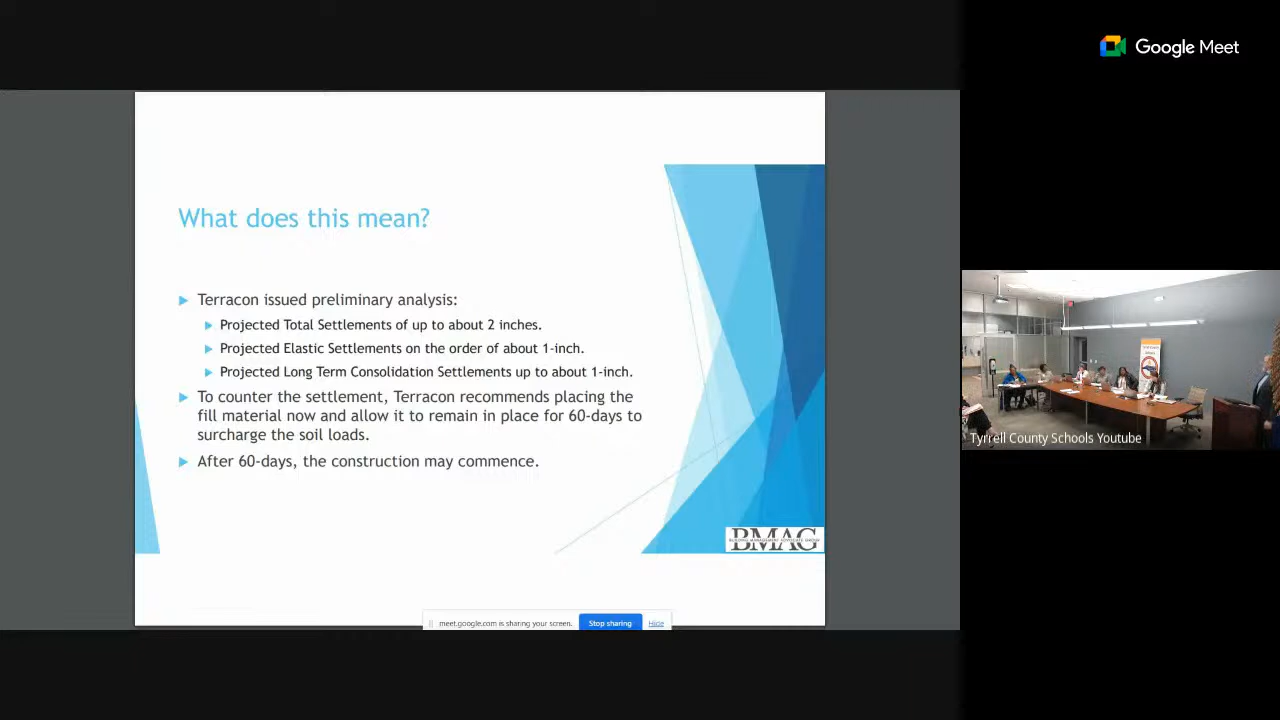 Google Meet
What does this mean?
Terracon issued preliminary analysis:
Projected Total Settlements of up to about 2 inches.
Projected Elastic Settlements on the order of about 1-inch.
Projected Long Term Consolidation Settlements up to about 1-inch.
To counter the settlement, Terracon recommends placing the
fill material now and allow it to remain in place for 60-days to
surcharge the soil loads.
After 60-days, the construction may commence.
BMAG
meet.google.com is sharing your screen.
Stop sharing
Hide
Tyrrell County Schools Youtube